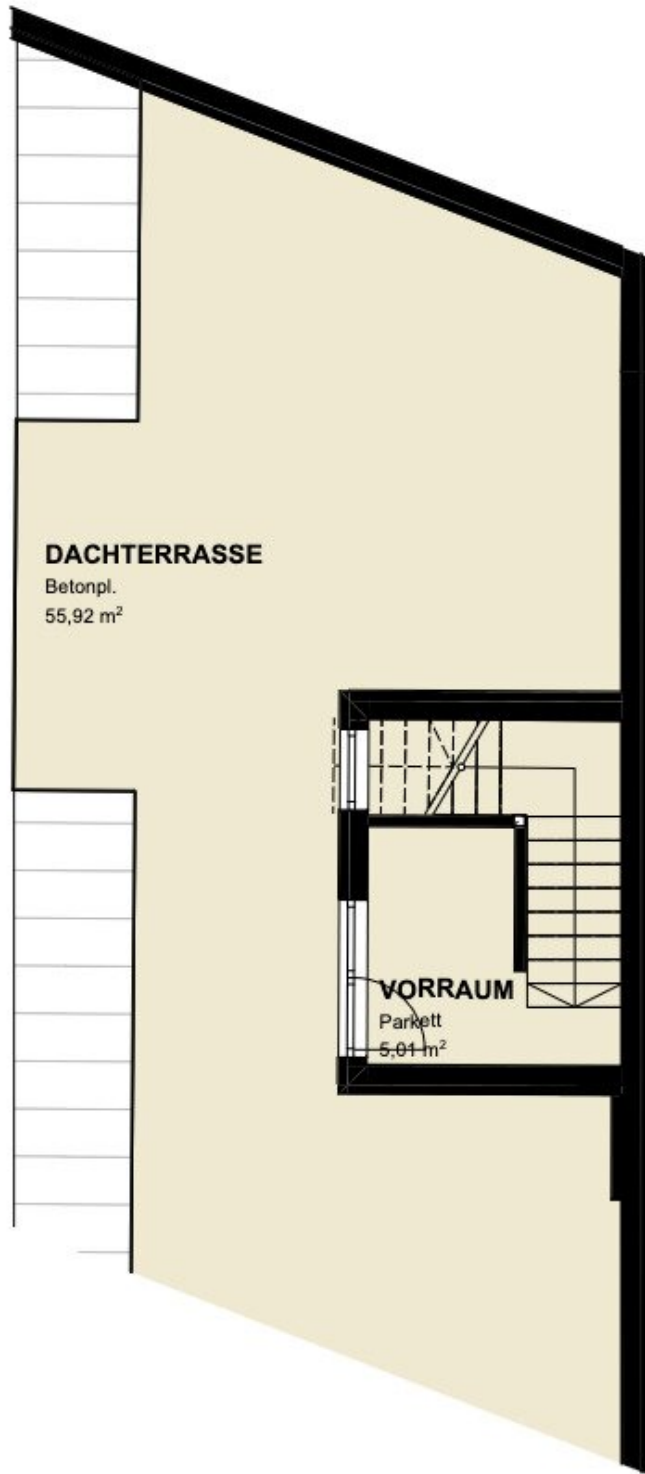 DACHTERRASSE
Betonpl.
55,92 m²
VORRAUM
Parkett
5,01 m²